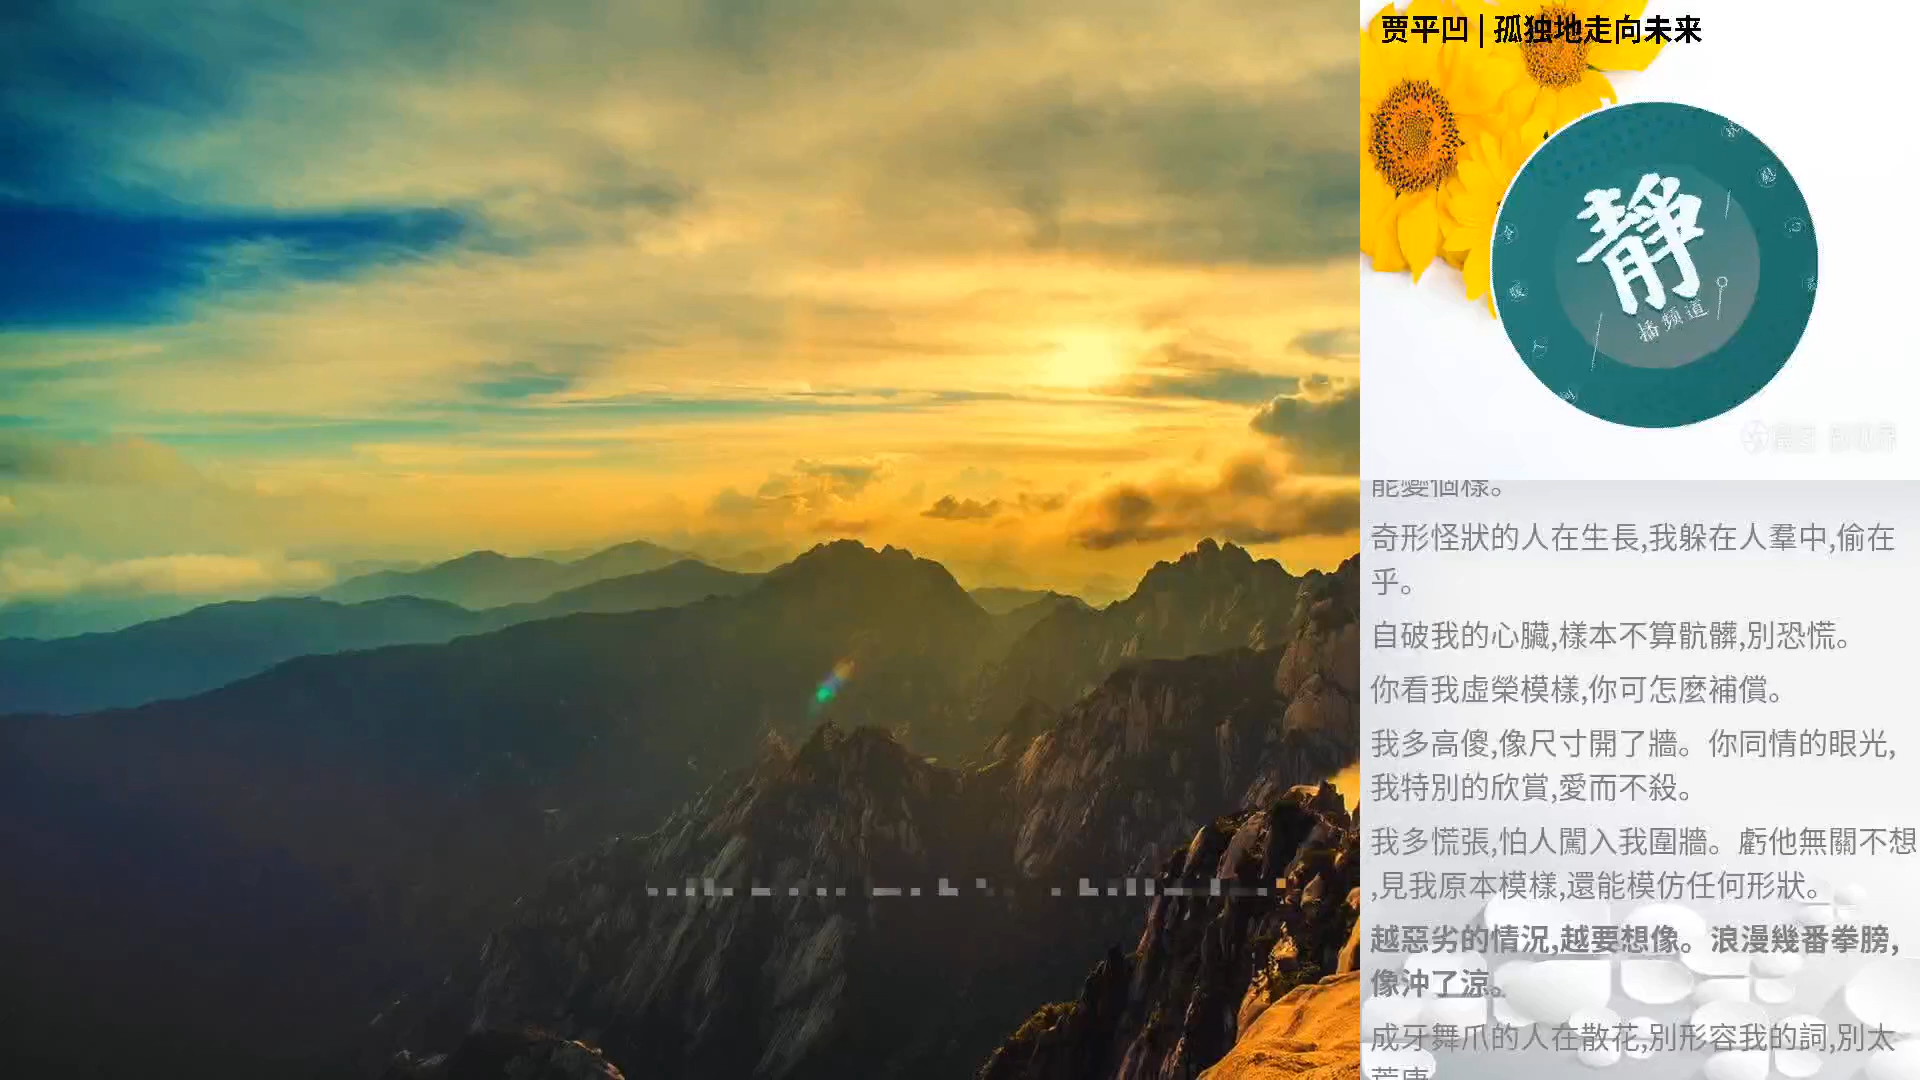 贾平凹 | 孤独地走向未来
靜
播頻道
能變個樣。
奇形怪狀的人在生長,我躲在人羣中,偷在
乎。
自破我的心臟,樣本不算骯髒,別恐慌。
你看我虛榮模樣,你可怎麼補償。
我多高傻,像尺寸開了牆。你同情的眼光,
我特別的欣賞,愛而不殺。
我多慌張,怕人闖入我圍牆。虧他無關不想
,見我原本模樣,還能模仿任何形狀。
越惡劣的情況,越要想像。浪漫幾番拳膀,
像沖了涼。
成牙舞爪的人在散花,別形容我的詞,別太